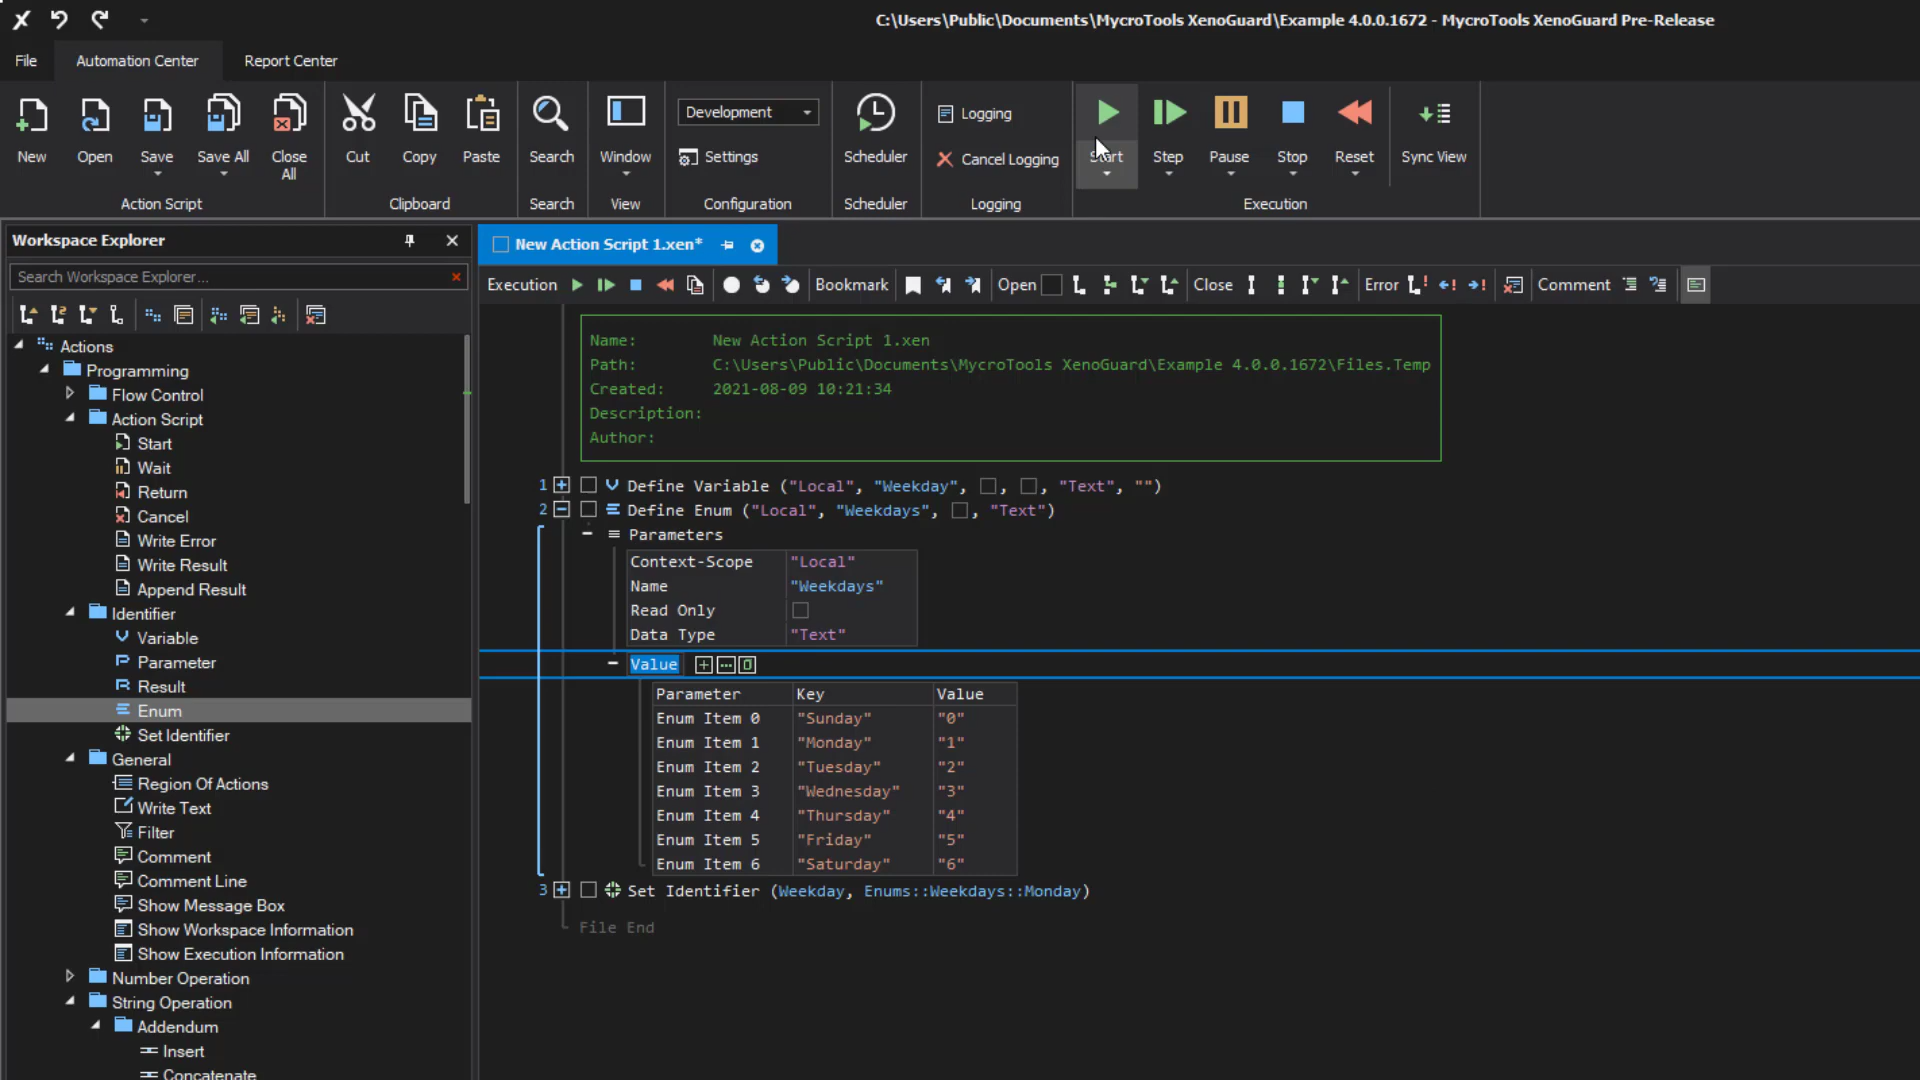 C:\Users\Public\Documents\MycroTools XenoGuard\Example 4.0.0.1672 - MycroTools XenoGuard Pre-Release
File Automation Center Report Center
New Open Save Save All Close All
Action Script
Cut Copy Paste
Clipboard
Search
Search
Window
View
Development
Settings
Configuration
Scheduler
Scheduler
Logging
Cancel Logging
Logging
Start Step Pause Stop Reset Sync View
Execution
Workspace Explorer
Search Workspace Explorer...
Actions
Programming
Flow Control
Action Script
Start
Wait
Return
Cancel
Write Error
Write Result
Append Result
Identifier
Variable
Parameter
Result
Enum
Set Identifier
General
Region Of Actions
Write Text
Filter
Comment
Comment Line
Show Message Box
Show Workspace Information
Show Execution Information
Number Operation
String Operation
Addendum
Insert
Concatenate
New Action Script 1.xen*
Execution Bookmark Open Close Error Comment
Name: New Action Script 1.xen
Path: C:\Users\Public\Documents\MycroTools XenoGuard\Example 4.0.0.1672\Files.Temp
Created: 2021-08-09 10:21:34
Description:
Author:
1 Define Variable ("Local", "Weekday", , , "Text", "")
2 Define Enum ("Local", "Weekdays", , "Text")
Parameters
Context-Scope "Local"
Name "Weekdays"
Read Only
Data Type "Text"
Value
Parameter Key Value
Enum Item 0 "Sunday" "0"
Enum Item 1 "Monday" "1"
Enum Item 2 "Tuesday" "2"
Enum Item 3 "Wednesday" "3"
Enum Item 4 "Thursday" "4"
Enum Item 5 "Friday" "5"
Enum Item 6 "Saturday" "6"
3 Set Identifier (Weekday, Enums::Weekdays::Monday)
File End